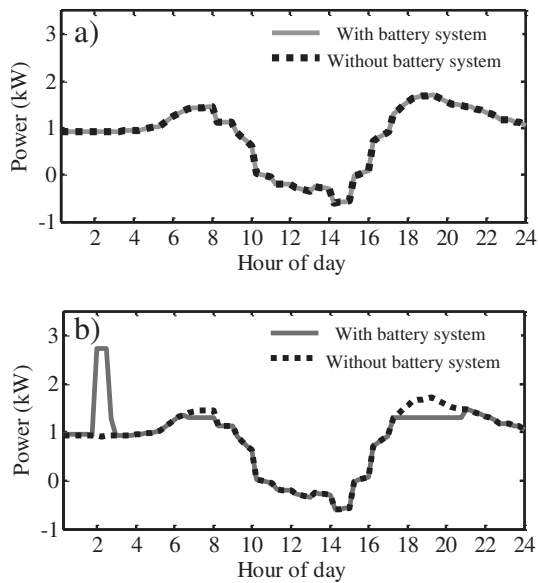 a)
With battery system
Without battery system
3
2
1
0
-1
Power (kW)
2 4 6 8 10 12 14 16 18 20 22 24
Hour of day
b)
With battery system
Without battery system
3
2
1
0
-1
Power (kW)
2 4 6 8 10 12 14 16 18 20 22 24
Hour of day